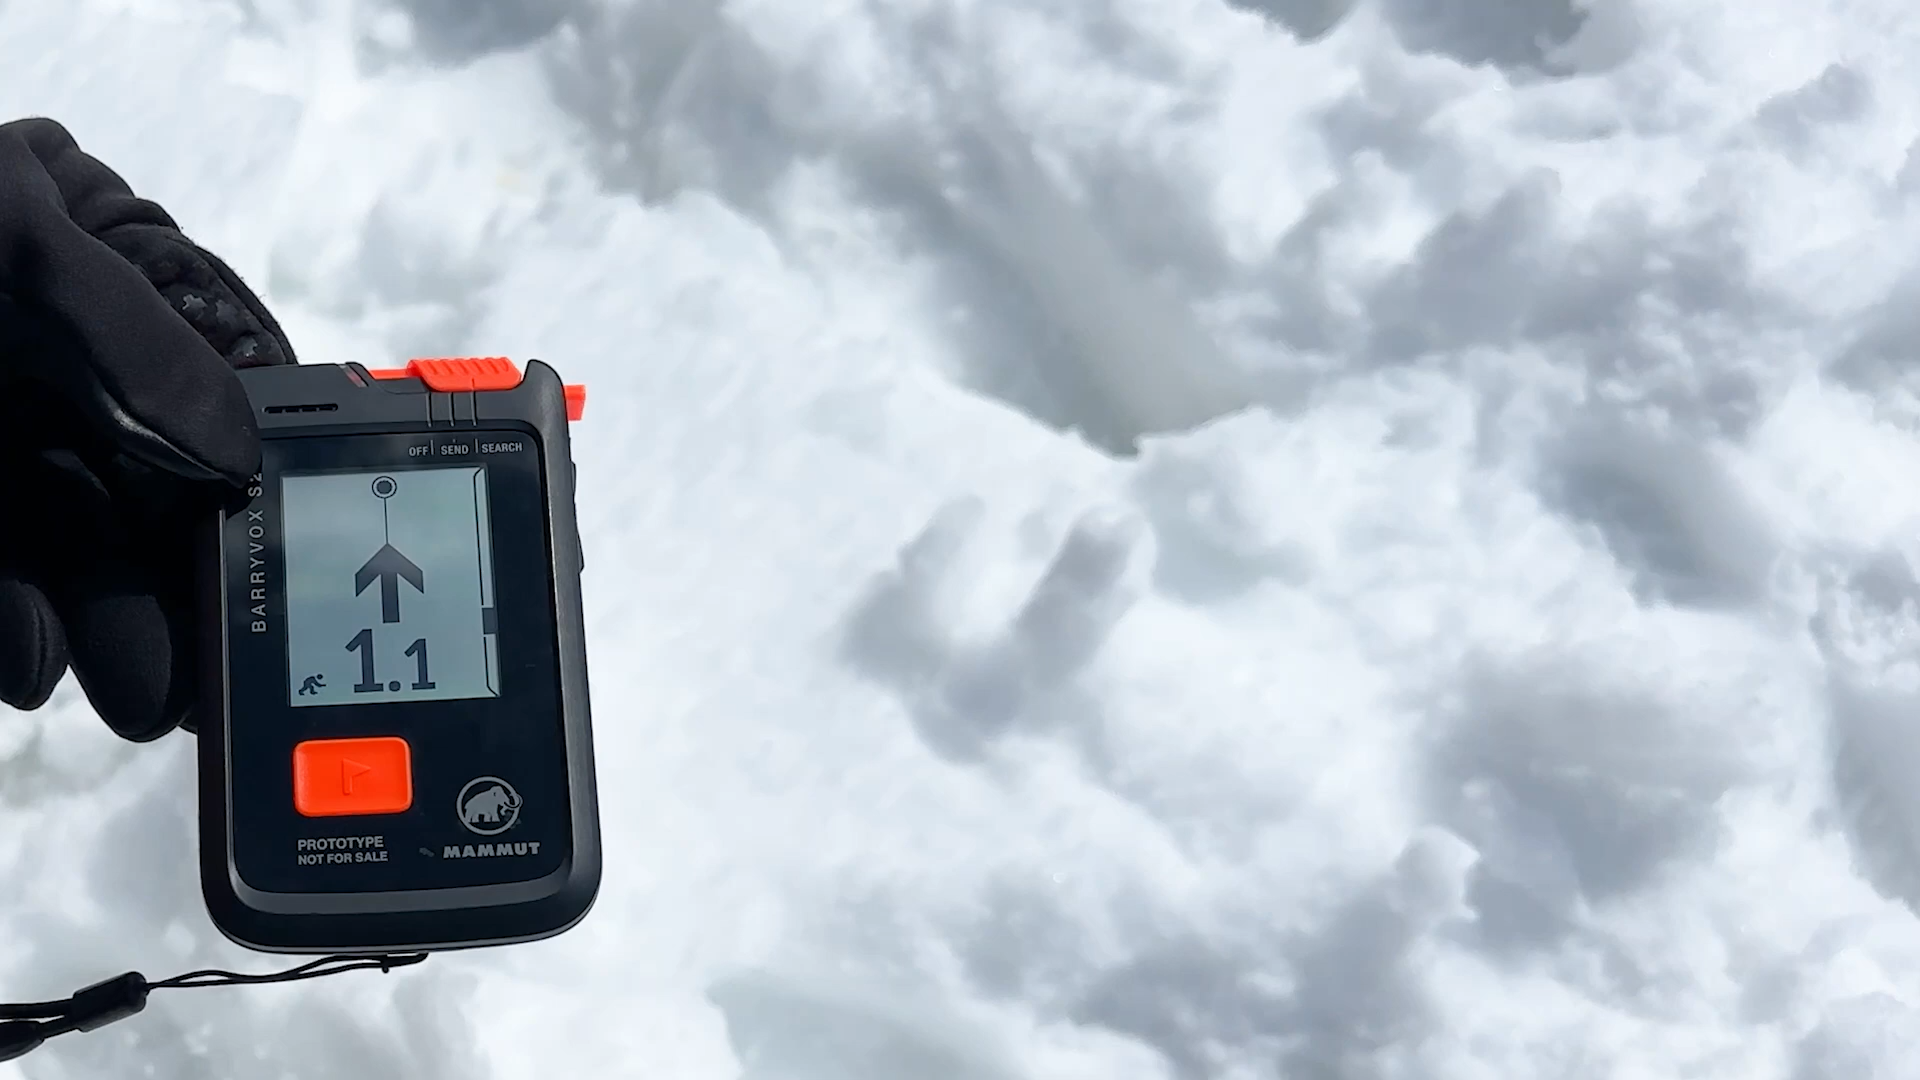 OFF SEND SEARCH
BARRYVOX S2
1.1
PROTOTYPE
NOT FOR SALE
MAMMUT